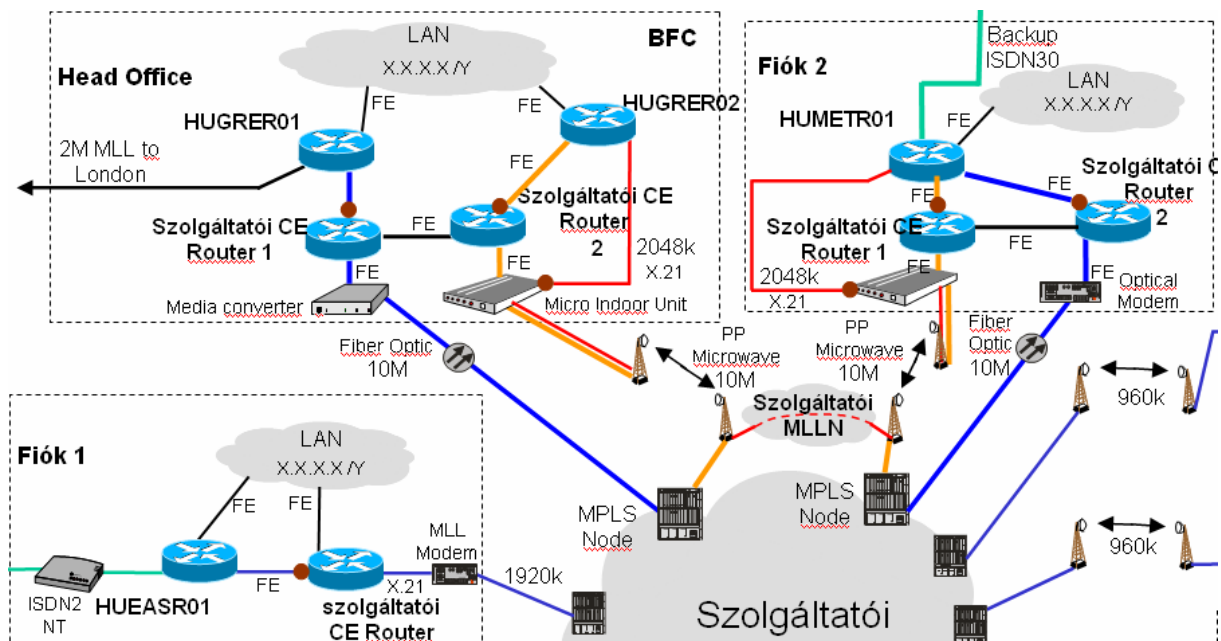 Head Office
BFC
LAN
X.X.X.X /Y
FE
FE
HUGRER01
HUGRER02
2M MLL to
London
FE
Szolgáltatói CE
Router 1
Szolgáltatói CE
Router
2
FE
FE
FE
2048k
X.21
Media converter
Micro Indoor Unit
Fiók 2
Backup
ISDN30
LAN
X.X.X.X /Y
HUMETR01
FE
Szolgáltatói C
Router
2
FE
FE
Szolgáltatói CE
Router 1
FE
FE
FE
2048k
X.21
Optical
Modem
Fiber Optic
10M
PP
Microwave
10M
PP
Microwave
10M
Fiber
Optic
10M
960k
Szolgáltatói
MLLN
Fiók 1
LAN
X.X.X.X /Y
FE
FE
MLL
Modem
FE
X.21
1920k
ISDN2
NT
HUEASR01
szolgáltatói
CE Router
MPLS
Node
MPLS
Node
960k
Szolgáltatói